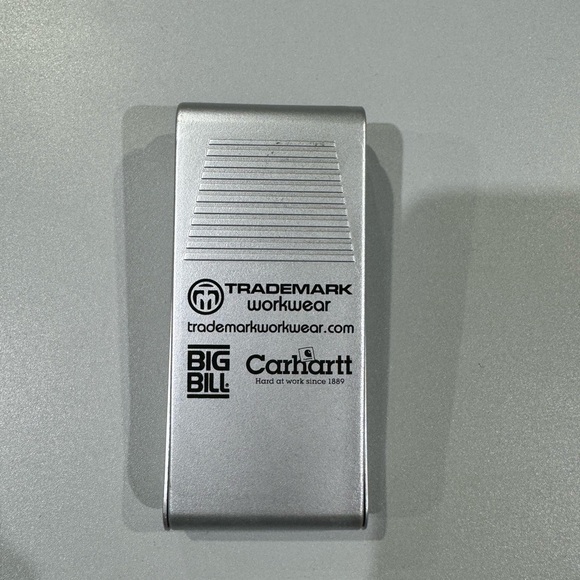 TRADEMARK
workwear
trademarkworkwear.com
BIG
BILL
Carhartt
Hard at work since 1889